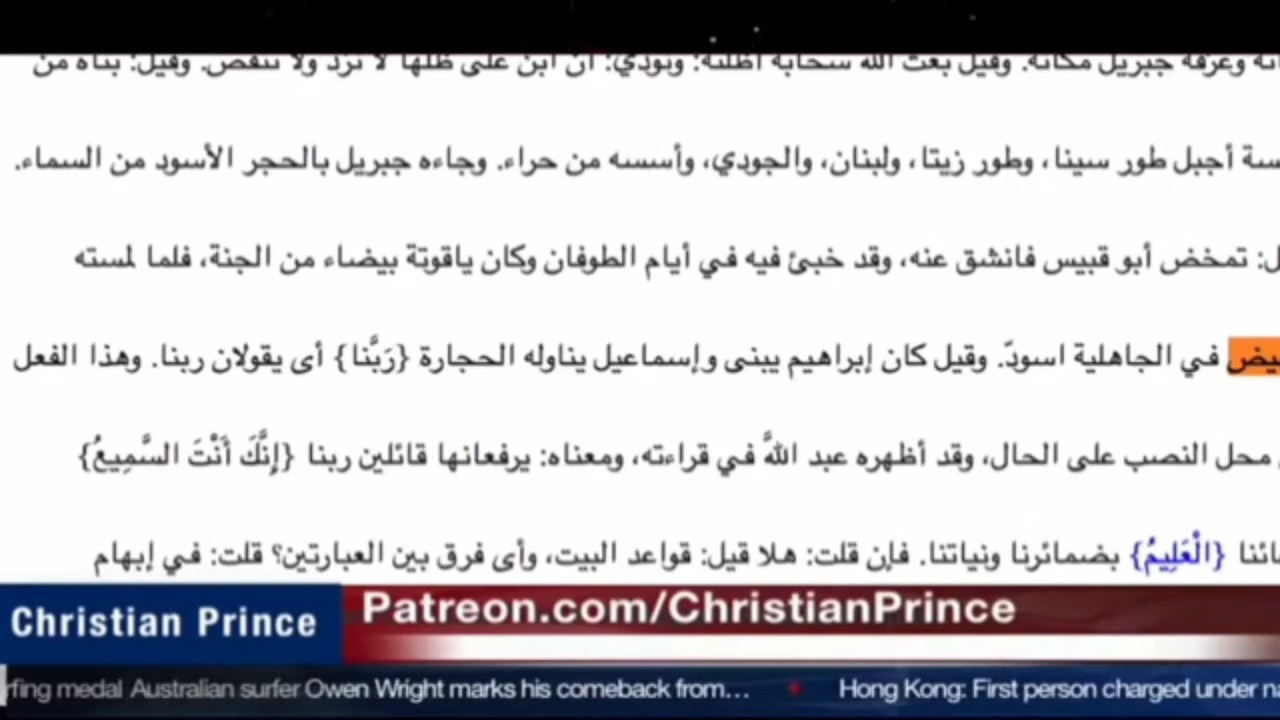 وعرفه جبريل مكانه. وقيل بعث الله سحابة أظلته: ونودي: أن ابن على ظلها لا تزد ولا تنقص. وقيل: بناه من
سة أجبل طور سينا، وطور زيتا، ولبنان، والجودي، وأسسه من حراء. وجاءه جبريل بالحجر الأسود من السماء.
ل: تمخض أبو قبيس فانشق عنه، وقد خبئ فيه في أيام الطوفان وكان ياقوتة بيضاء من الجنة، فلما لمسته
يض في الجاهلية اسودّ. وقيل كان إبراهيم يبنى وإسماعيل يناوله الحجارة {رَبَّنا} أى يقولان ربنا. وهذا الفعل
محل النصب على الحال، وقد أظهره عبد اللهَّ في قراءته، ومعناه: يرفعانها قائلين ربنا {إِنَّكَ أَنْتَ السَّمِيعُ}
ائنا {الْعَلِيمُ} بضمائرنا ونياتنا. فإن قلت: هلا قيل: قواعد البيت، وأى فرق بين العبارتين؟ قلت: في إبهام
Christian Prince
Patreon.com/ChristianPrince
rfing medal Australian surfer Owen Wright marks his comeback from... Hong Kong: First person charged under na